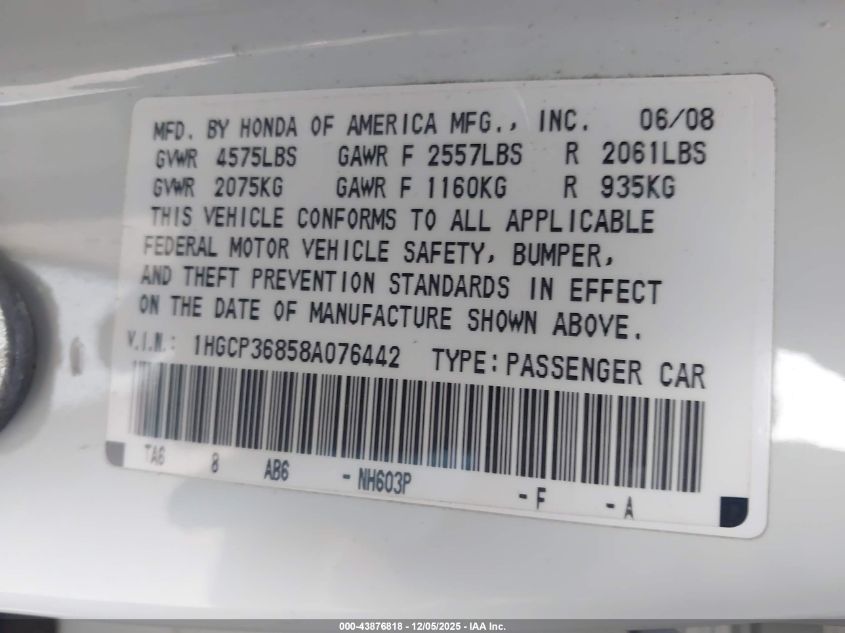 MFD. BY HONDA OF AMERICA MFG., INC. 06/08
GVWR 4575LBS GAWR F 2557LBS R 2061LBS
GVWR 2075KG GAWR F 1160KG R 935KG
THIS VEHICLE CONFORMS TO ALL APPLICABLE
FEDERAL MOTOR VEHICLE SAFETY, BUMPER,
AND THEFT PREVENTION STANDARDS IN EFFECT
ON THE DATE OF MANUFACTURE SHOWN ABOVE.
V.I.N.: 1HGCP36858A076442 TYPE: PASSENGER CAR
TA6 8 AB6 - NH603P - F - A
000-43876818 - 12/05/2025 - IAA Inc.